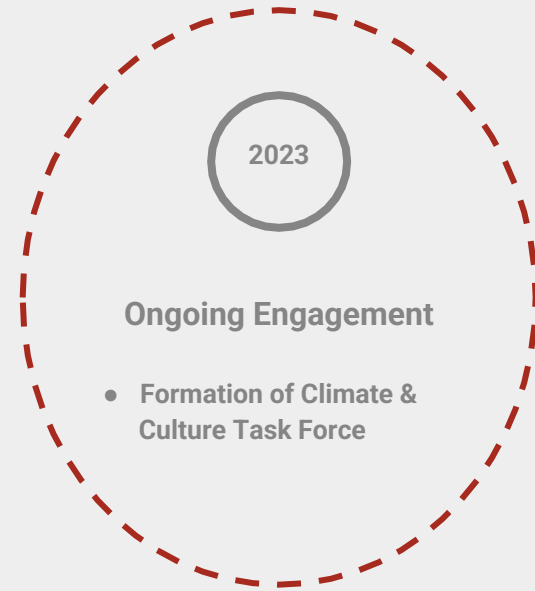 2023
Ongoing Engagement
● Formation of Climate &
Culture Task Force